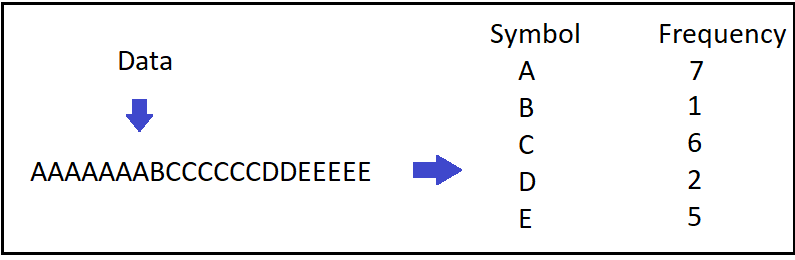 Data
AAAAAAABCCCCCCDDEEEEE
Symbol Frequency
A 7
B 1
C 6
D 2
E 5